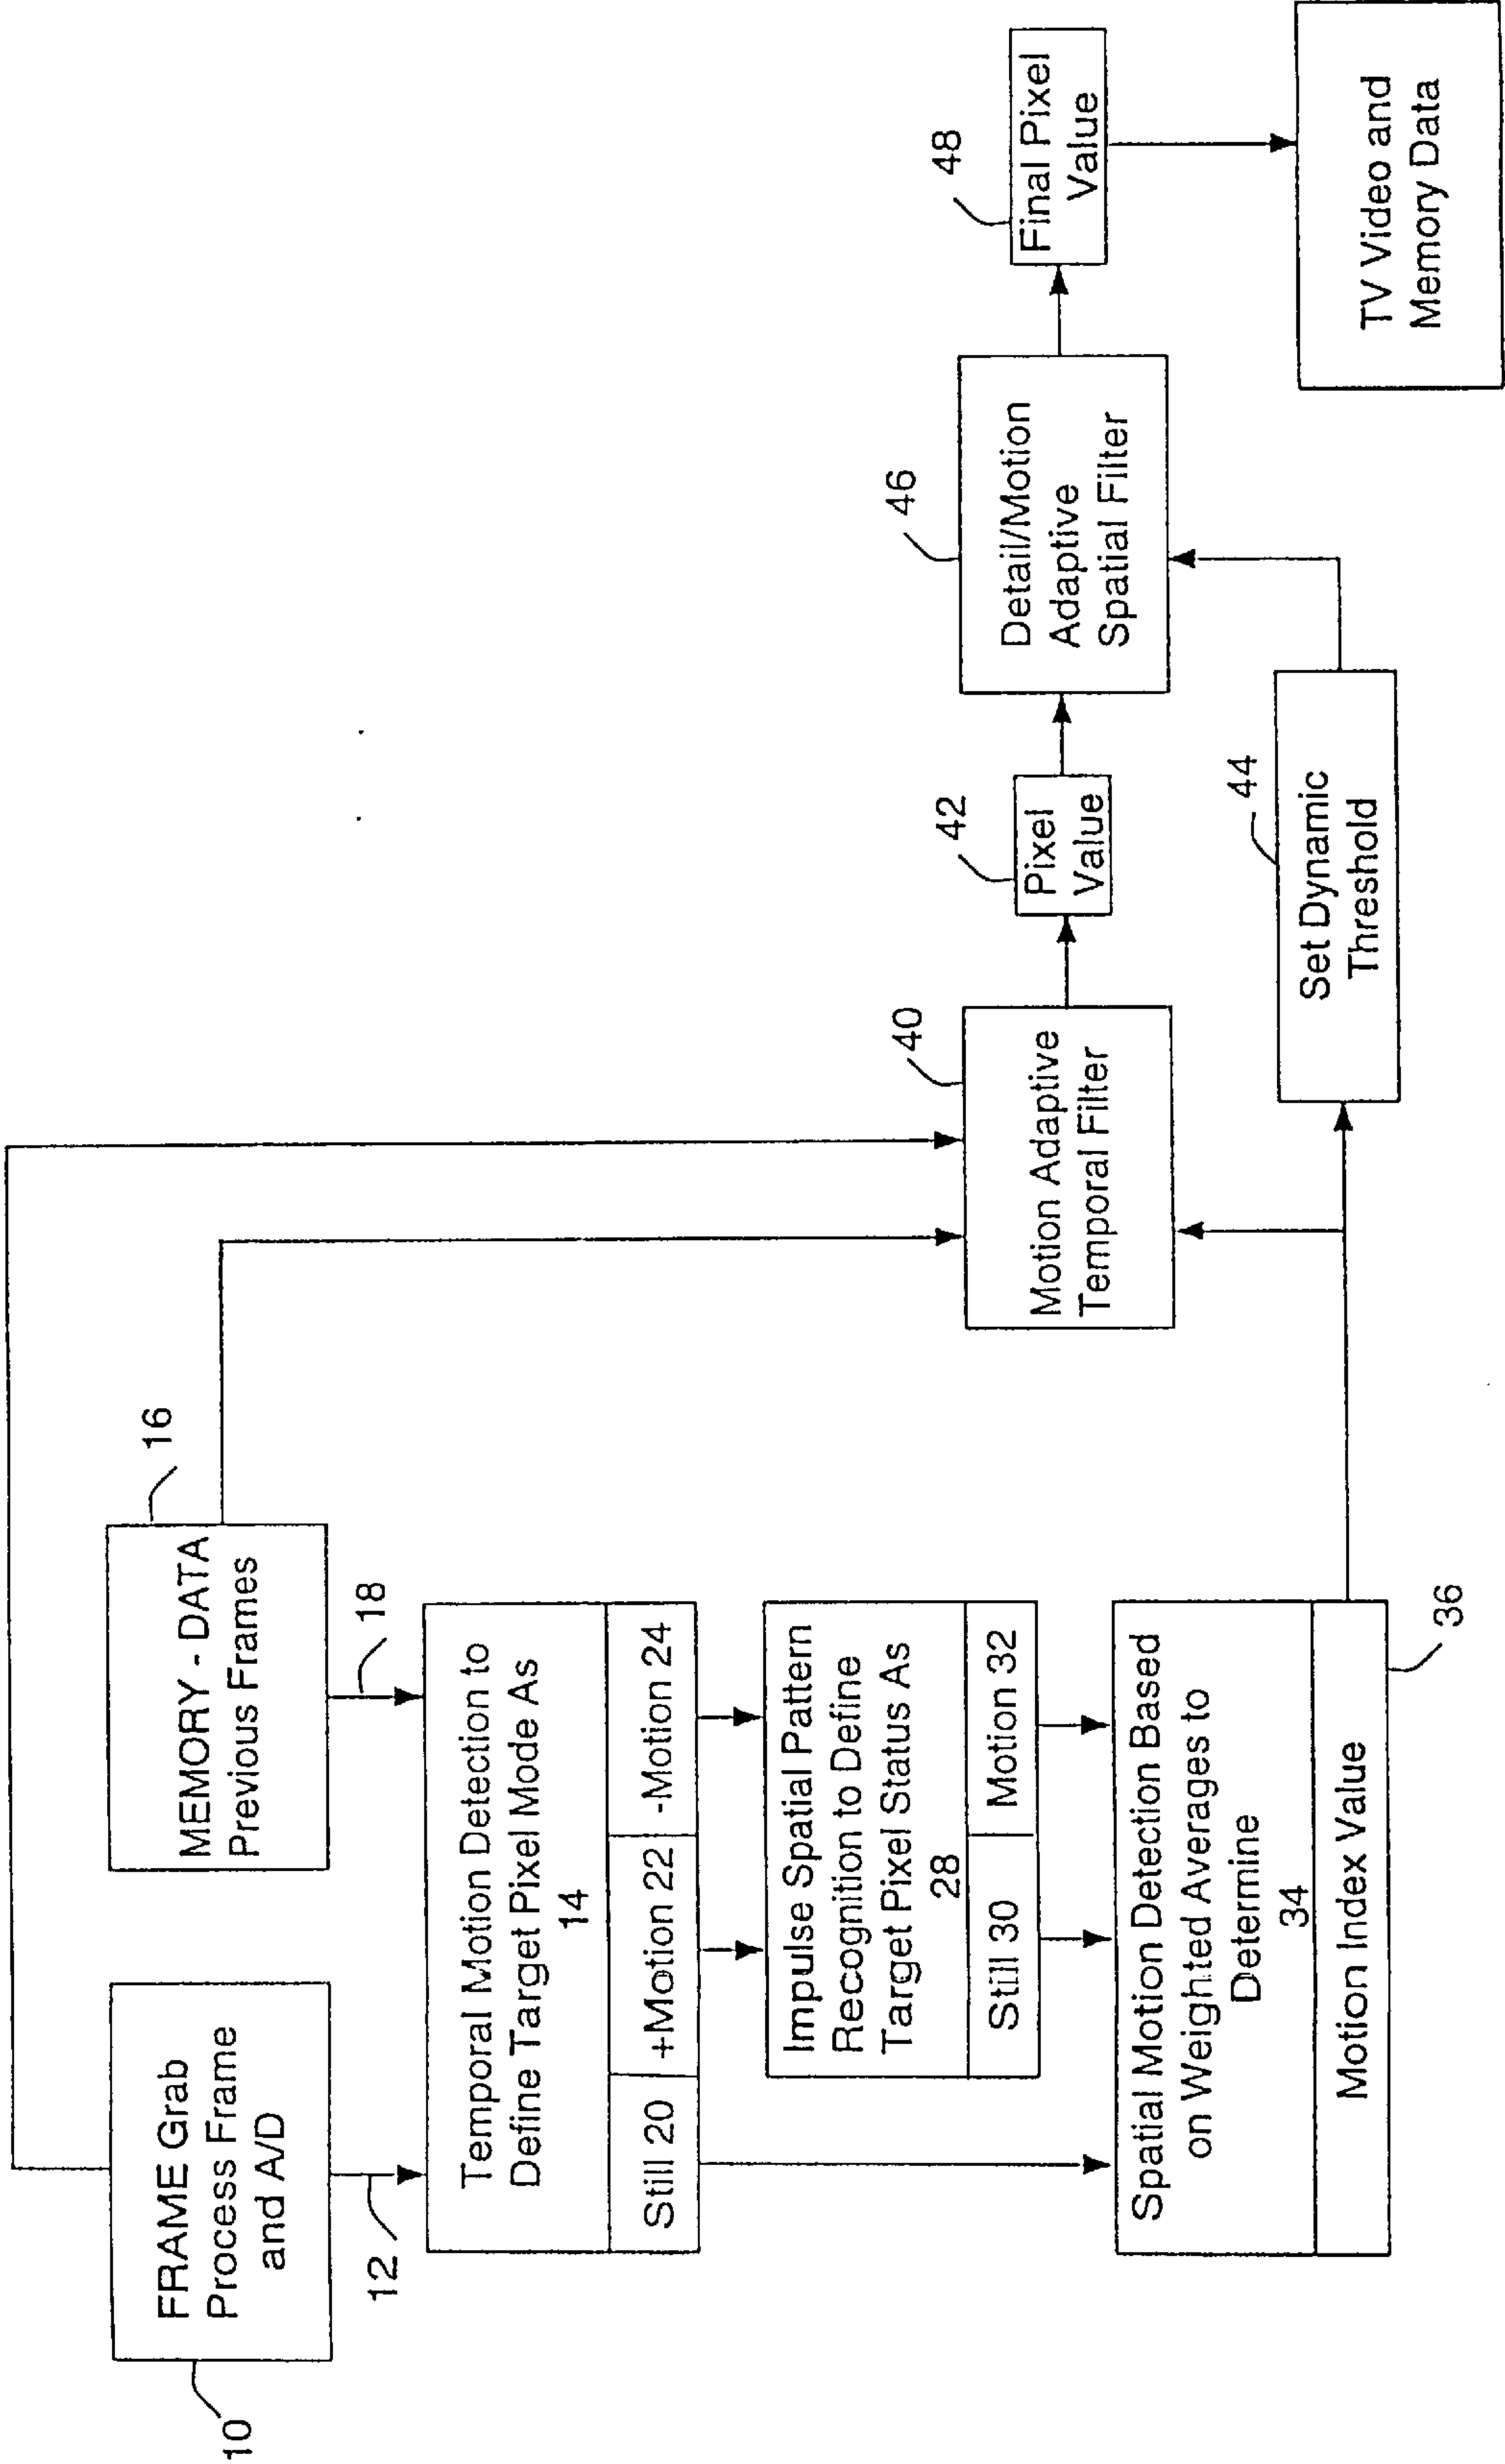 10
FRAME Grab
Process Frame
and A/D
12
MEMORY - DATA
Previous Frames
16
18
Temporal Motion Detection to
Define Target Pixel Mode As
14
Still 20
+Motion 22
-Motion 24
Impulse Spatial Pattern
Recognition to Define
Target Pixel Status As
28
Still 30
Motion 32
Spatial Motion Detection Based
on Weighted Averages to
Determine
34
Motion Index Value
36
40
Motion Adaptive
Temporal Filter
42
Pixel
Value
44
Set Dynamic
Threshold
46
Detail/Motion
Adaptive
Spatial Filter
48
Final Pixel
Value
TV Video and
Memory Data